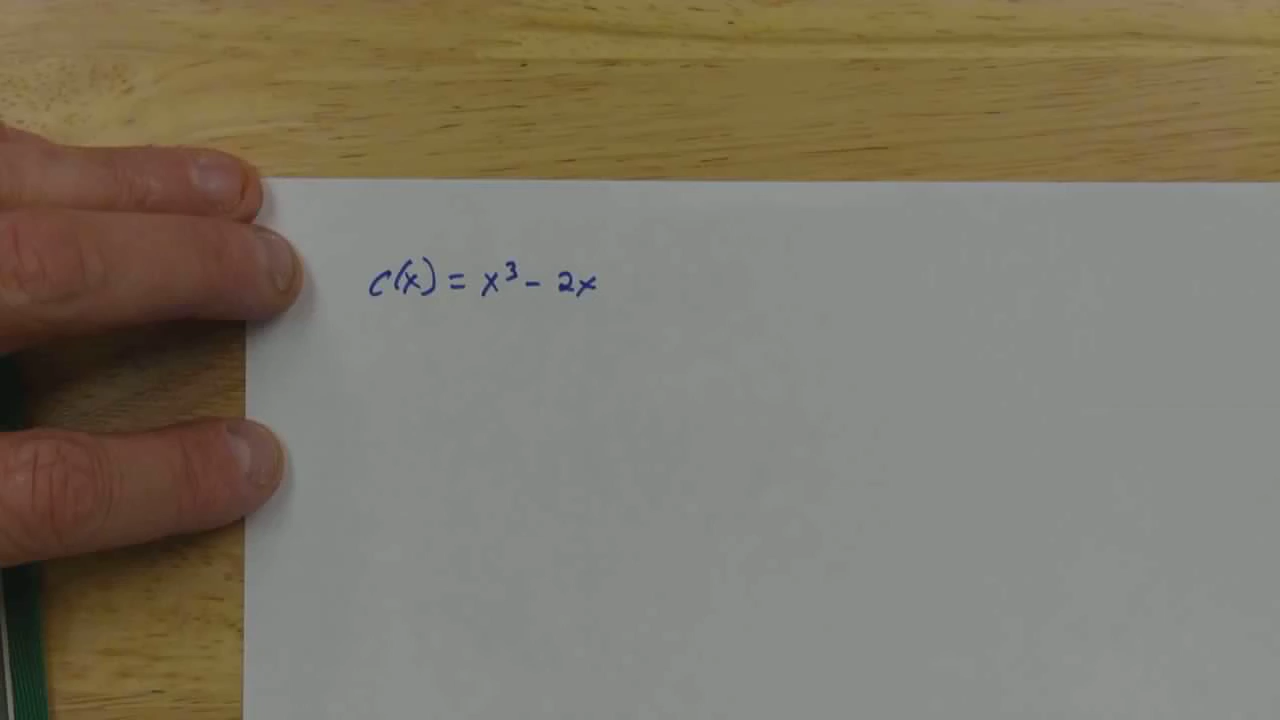 c(x) = x³ - 2x